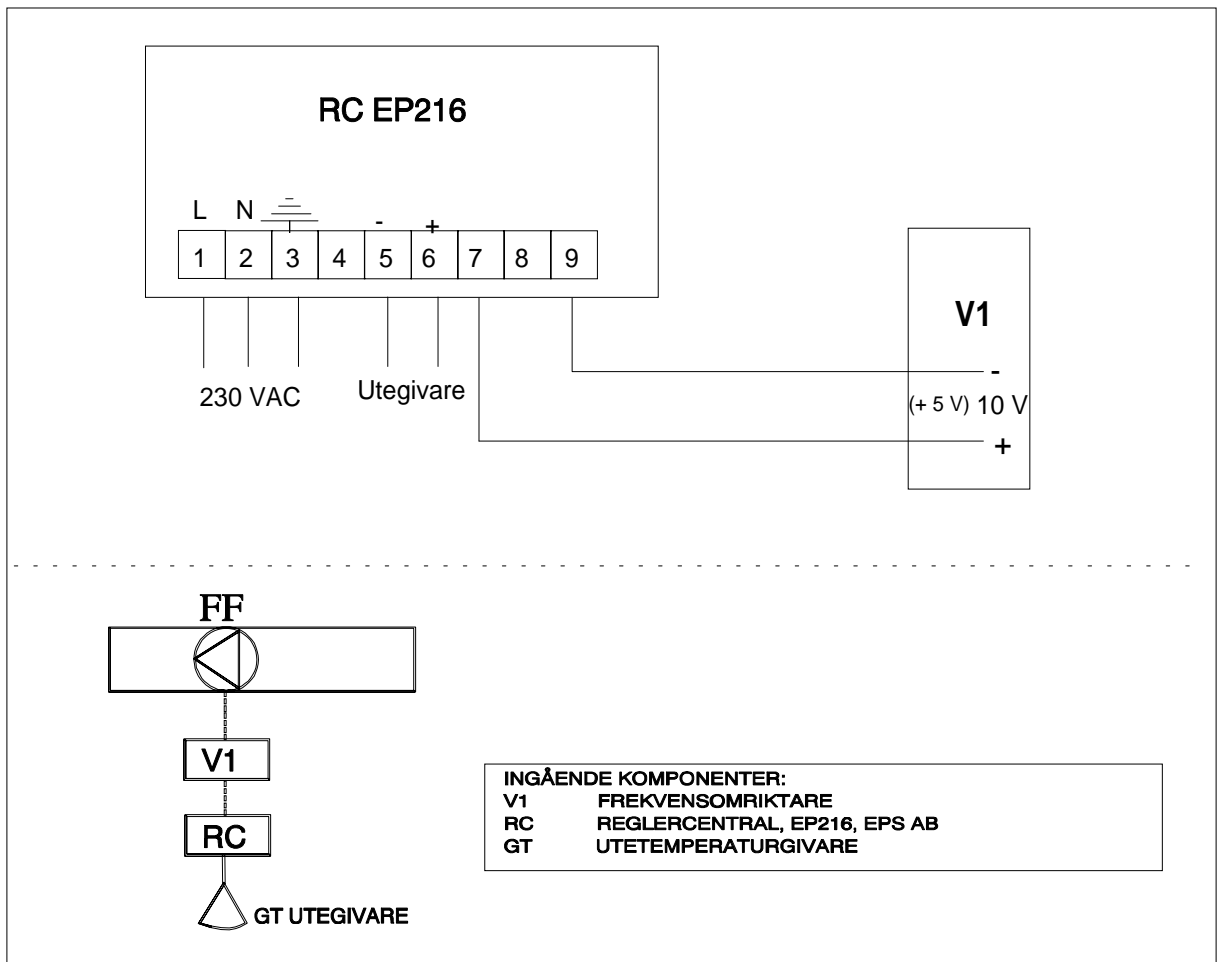 RC EP216
L N
- +
1 2 3 4 5 6 7 8 9
230 VAC
Utegivare
V1
-
(+ 5 V) 10 V
+
FF
V1
RC
GT UTEGIVARE
INGÅENDE KOMPONENTER:
V1 FREKVENSOMRIKTARE
RC REGLERCENTRAL, EP216, EPS AB
GT UTETEMPERATURGIVARE